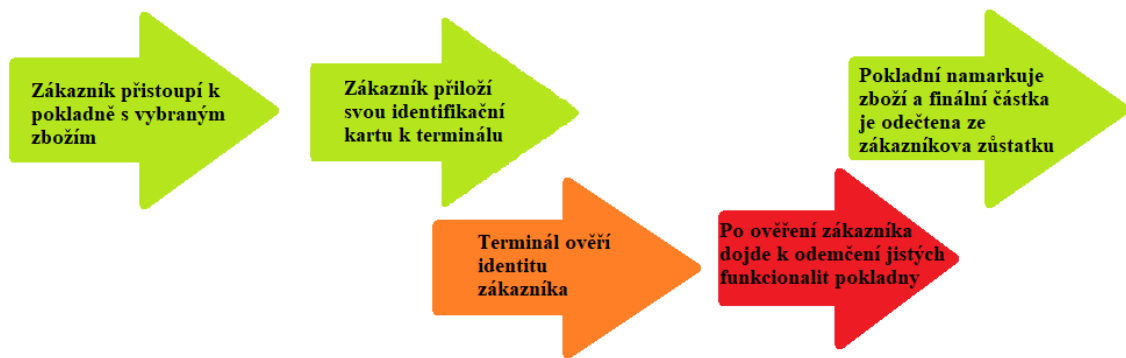 Zákazník přistoupí k
pokladně s vybraným
zbožím
Zákazník přiloží
svou identifikační
kartu k terminálu
Terminál ověří
identitu
zákazníka
Po ověření zákazníka
dojde k odemčení jistých
funkcionalit pokladny
Pokladní namarkuje
zboží a finální částka
je odečtena ze
zákazníkova zůstatku